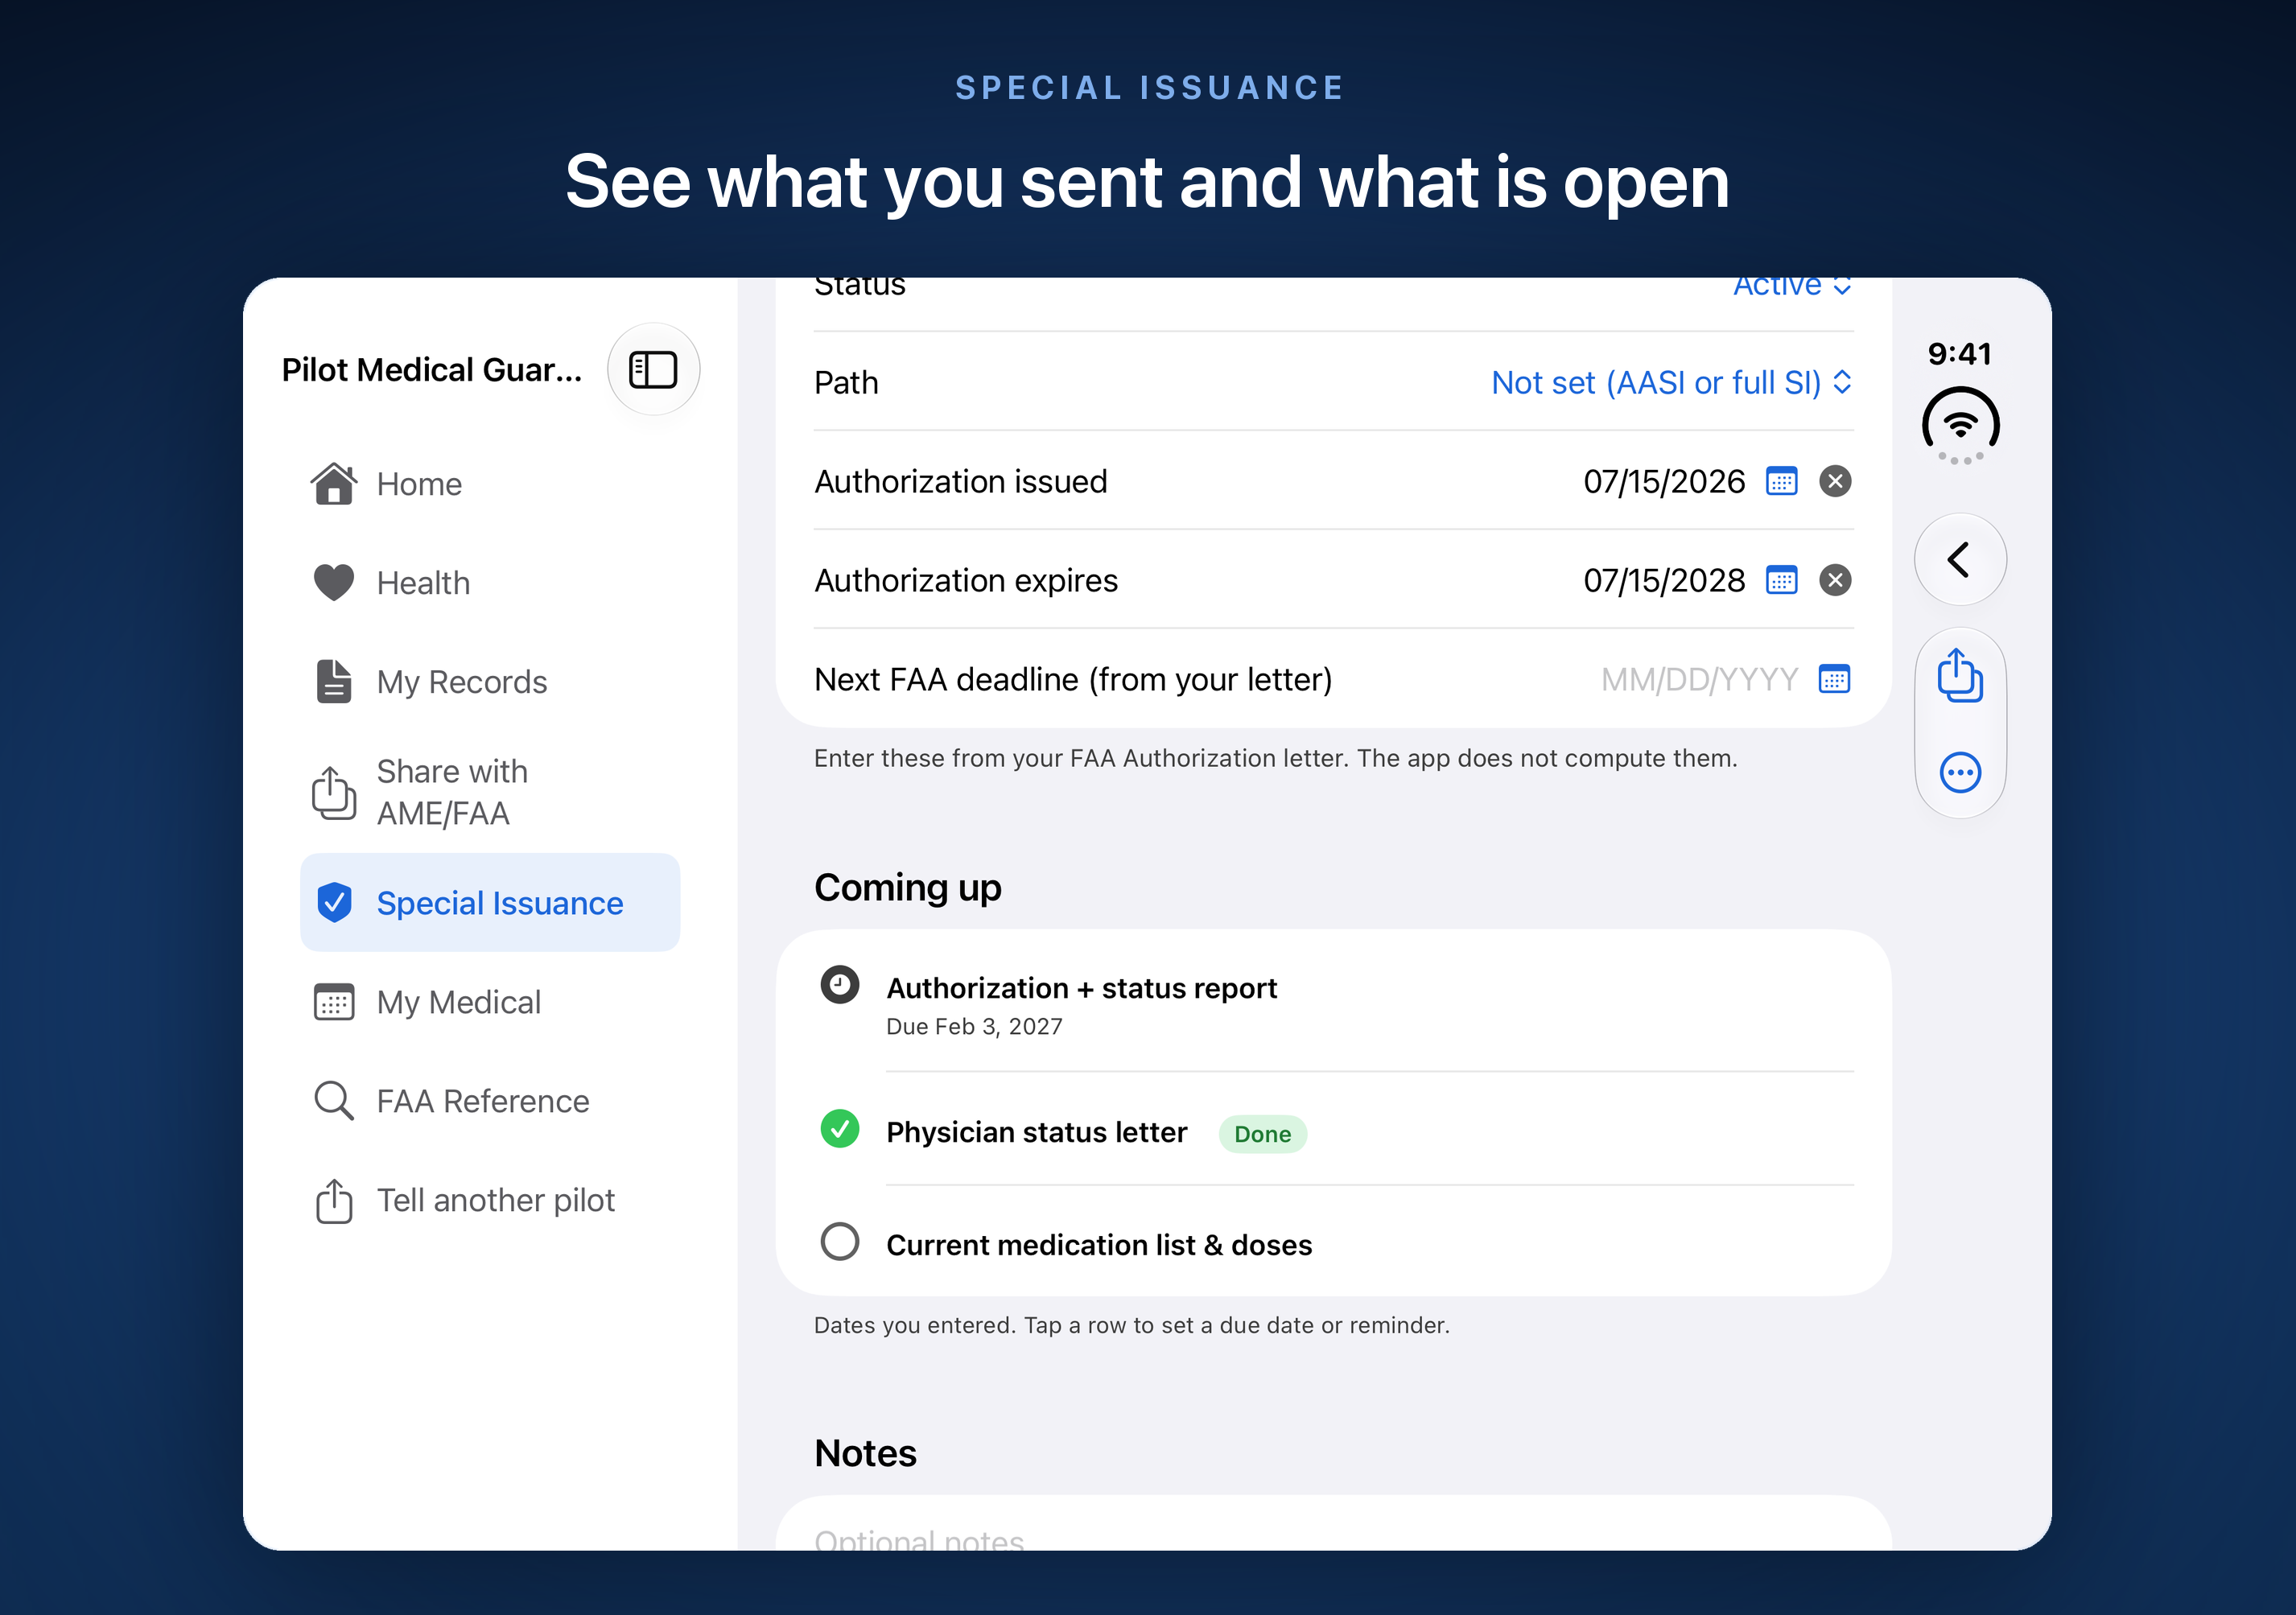 SPECIAL ISSUANCE
See what you sent and what is open
Pilot Medical Guar...
Home
Health
My Records
Share with
AME/FAA
Special Issuance
My Medical
FAA Reference
Tell another pilot
Status Active
Path Not set (AASI or full SI)
Authorization issued 07/15/2026
Authorization expires 07/15/2028
Next FAA deadline (from your letter) MM/DD/YYYY
Enter these from your FAA Authorization letter. The app does not compute them.
Coming up
Authorization + status report
Due Feb 3, 2027
Physician status letter Done
Current medication list & doses
Dates you entered. Tap a row to set a due date or reminder.
Notes
Optional notes
9:41